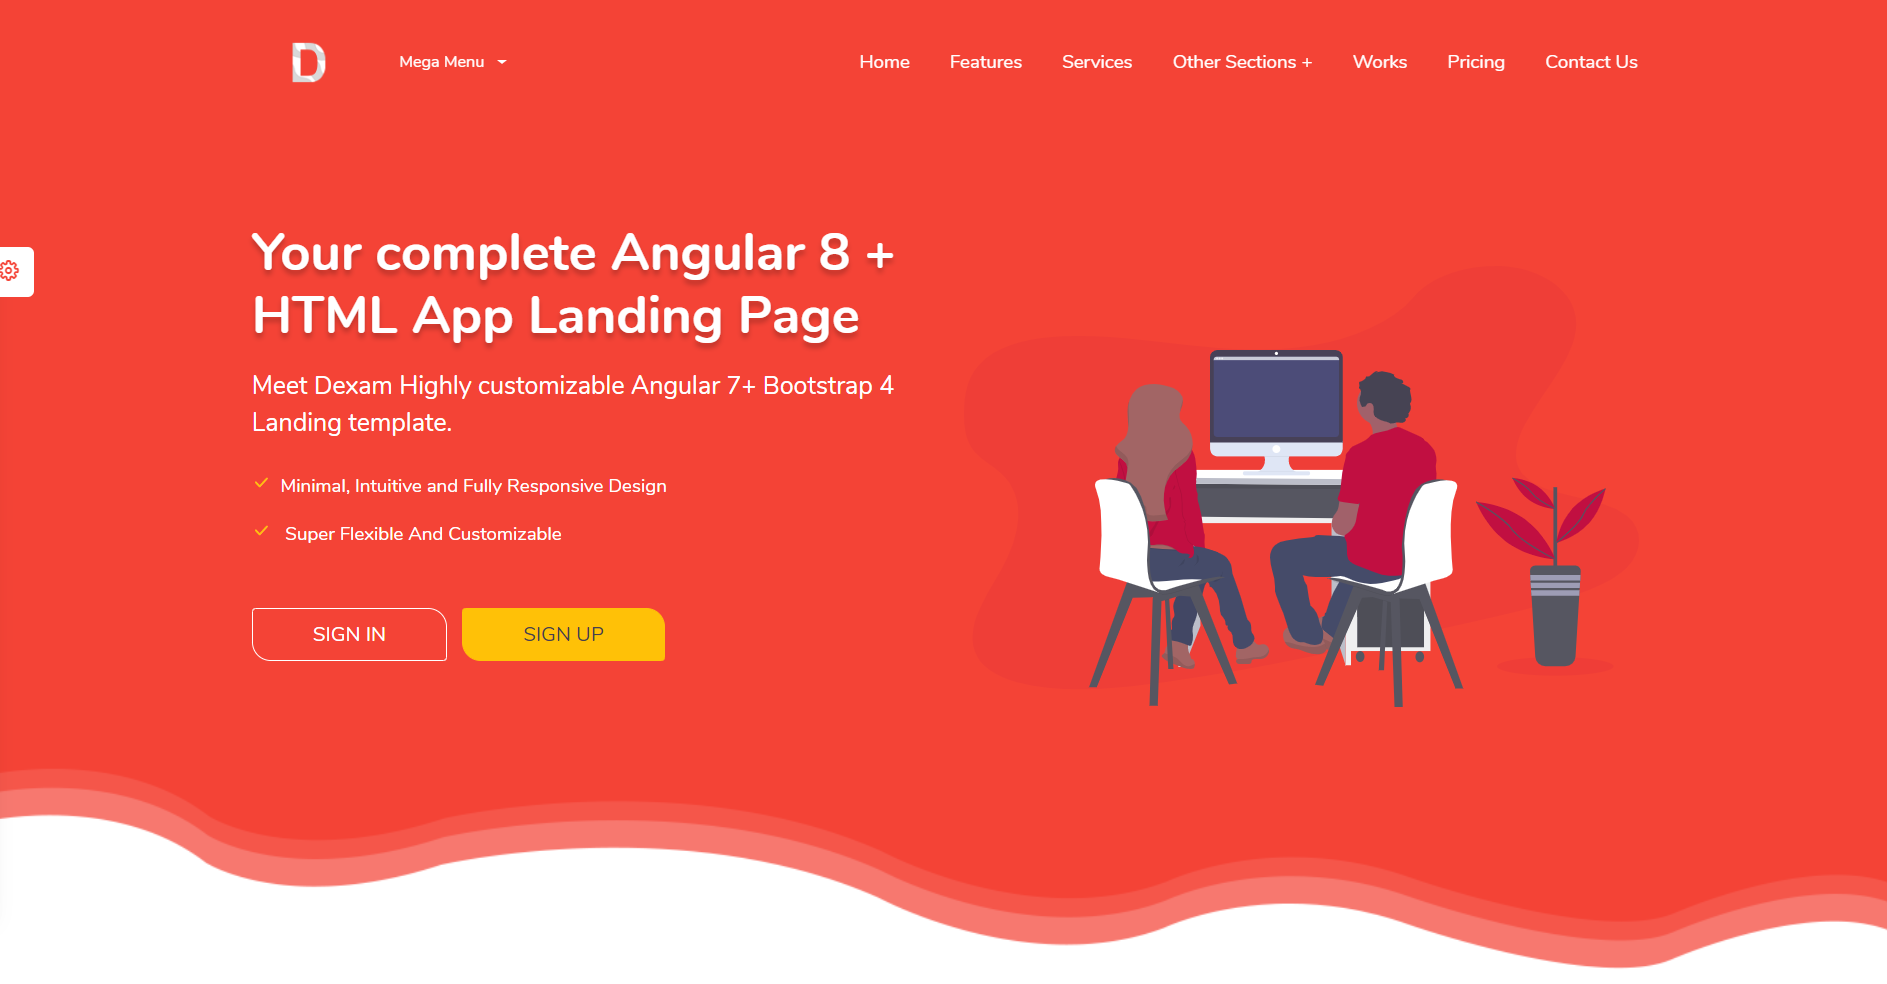 D
Mega Menu
Home Features Services Other Sections + Works Pricing Contact Us
Your complete Angular 8 +
HTML App Landing Page
Meet Dexam Highly customizable Angular 7+ Bootstrap 4
Landing template.
Minimal, Intuitive and Fully Responsive Design
Super Flexible And Customizable
SIGN IN SIGN UP